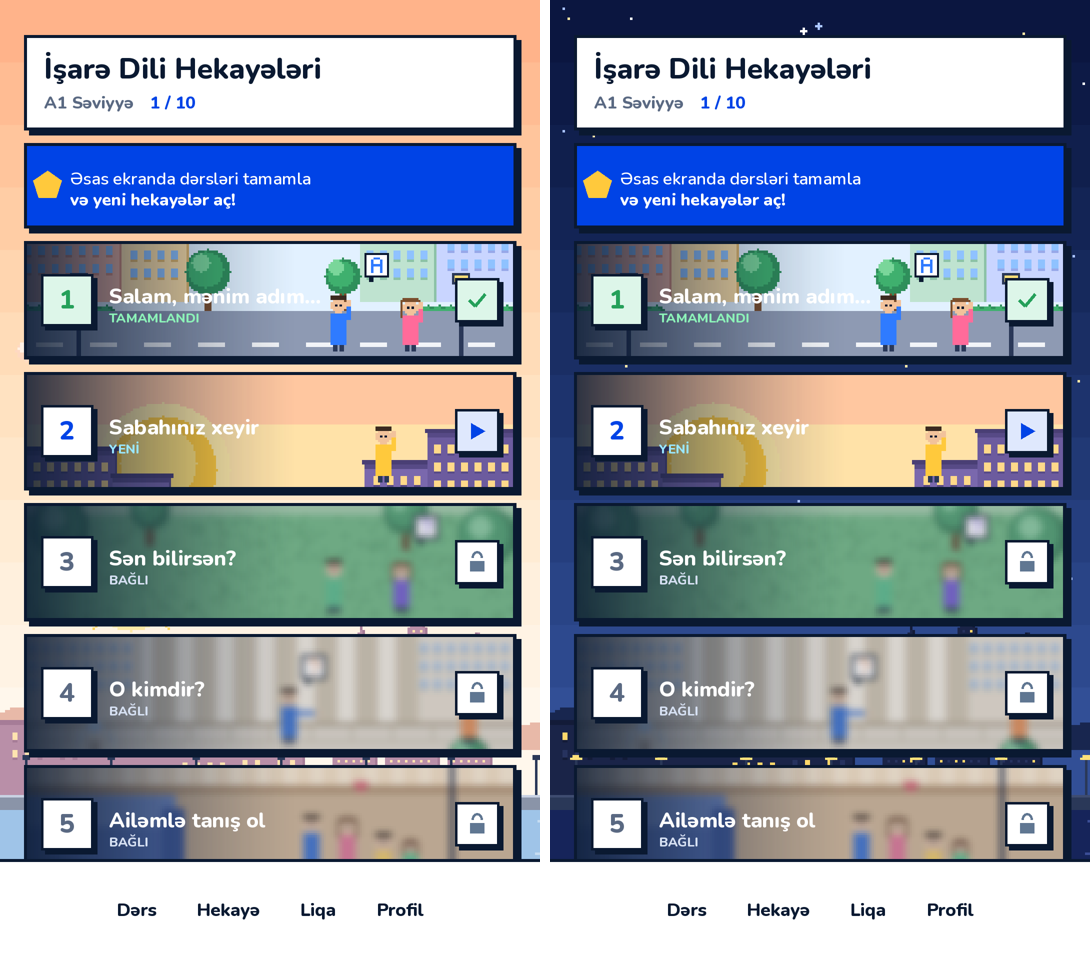 İşarə Dili Hekayələri
A1 Səviyyə 1 / 10
Əsas ekranda dərsləri tamamla
və yeni hekayələr aç!
A
1
Salam, mənim adım...
TAMAMLANDI
2
Sabahınız xeyir
YENİ
3
Sən bilirsən?
BAĞLI
4
O kimdir?
BAĞLI
5
Ailəmlə tanış ol
BAĞLI
Dərs Hekayə Liqa Profil
İşarə Dili Hekayələri
A1 Səviyyə 1 / 10
Əsas ekranda dərsləri tamamla
və yeni hekayələr aç!
A
1
Salam, mənim adım...
TAMAMLANDI
2
Sabahınız xeyir
YENİ
3
Sən bilirsən?
BAĞLI
4
O kimdir?
BAĞLI
5
Ailəmlə tanış ol
BAĞLI
Dərs Hekayə Liqa Profil